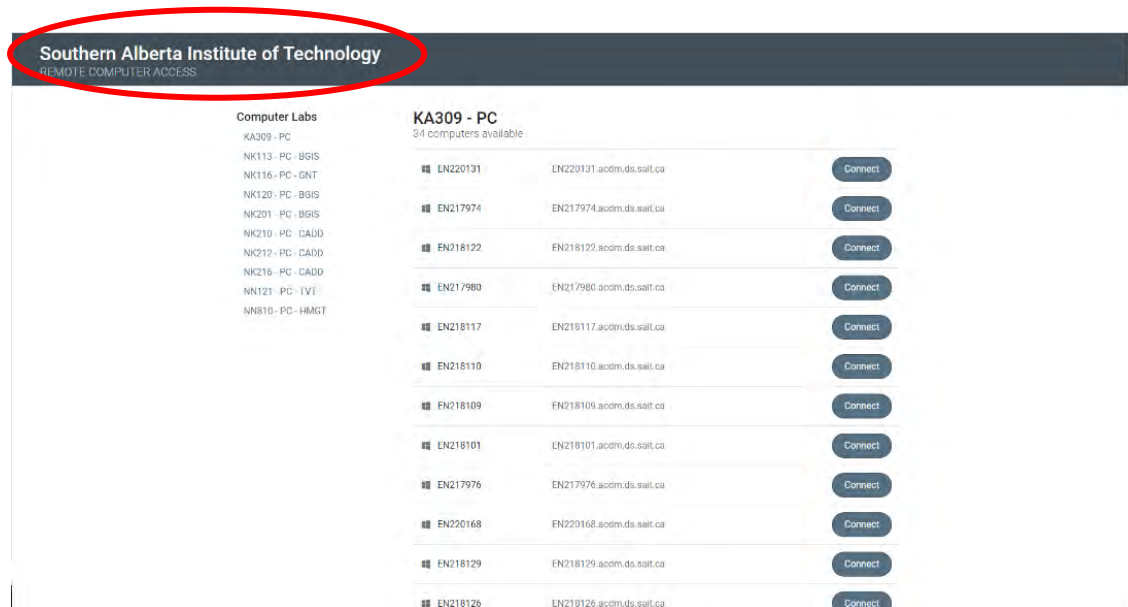 Southern Alberta Institute of Technology
REMOTE COMPUTER ACCESS
Computer Labs
KA309 - PC
NK113 - PC - BGIS
NK116 - PC - GNT
NK120 - PC - BGIS
NK201 - PC - BGIS
NK210 - PC - CADD
NK212 - PC - CADD
NK216 - PC - CADD
NN121 - PC - TVT
NN810 - PC - HMGT
KA309 - PC
34 computers available
EN220131 EN220131.acdm.ds.sait.ca Connect
EN217974 EN217974.acdm.ds.sait.ca Connect
EN218122 EN218122.acdm.ds.sait.ca Connect
EN217980 EN217980.acdm.ds.sait.ca Connect
EN218117 EN218117.acdm.ds.sait.ca Connect
EN218110 EN218110.acdm.ds.sait.ca Connect
EN218109 EN218109.acdm.ds.sait.ca Connect
EN218101 EN218101.acdm.ds.sait.ca Connect
EN217976 EN217976.acdm.ds.sait.ca Connect
EN220168 EN220168.acdm.ds.sait.ca Connect
EN218129 EN218129.acdm.ds.sait.ca Connect
EN218126 EN218126.acdm.ds.sait.ca Connect